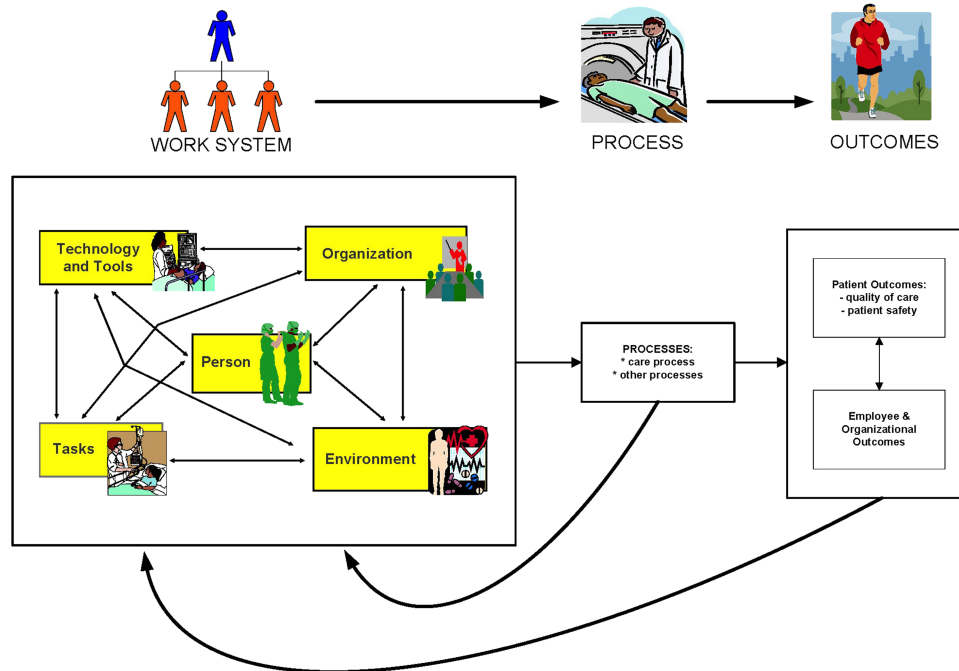 WORK SYSTEM
PROCESS
OUTCOMES
Technology
and Tools
Organization
Person
Tasks
Environment
PROCESSES:
* care process
* other processes
Patient Outcomes:
- quality of care
- patient safety
Employee &
Organizational
Outcomes